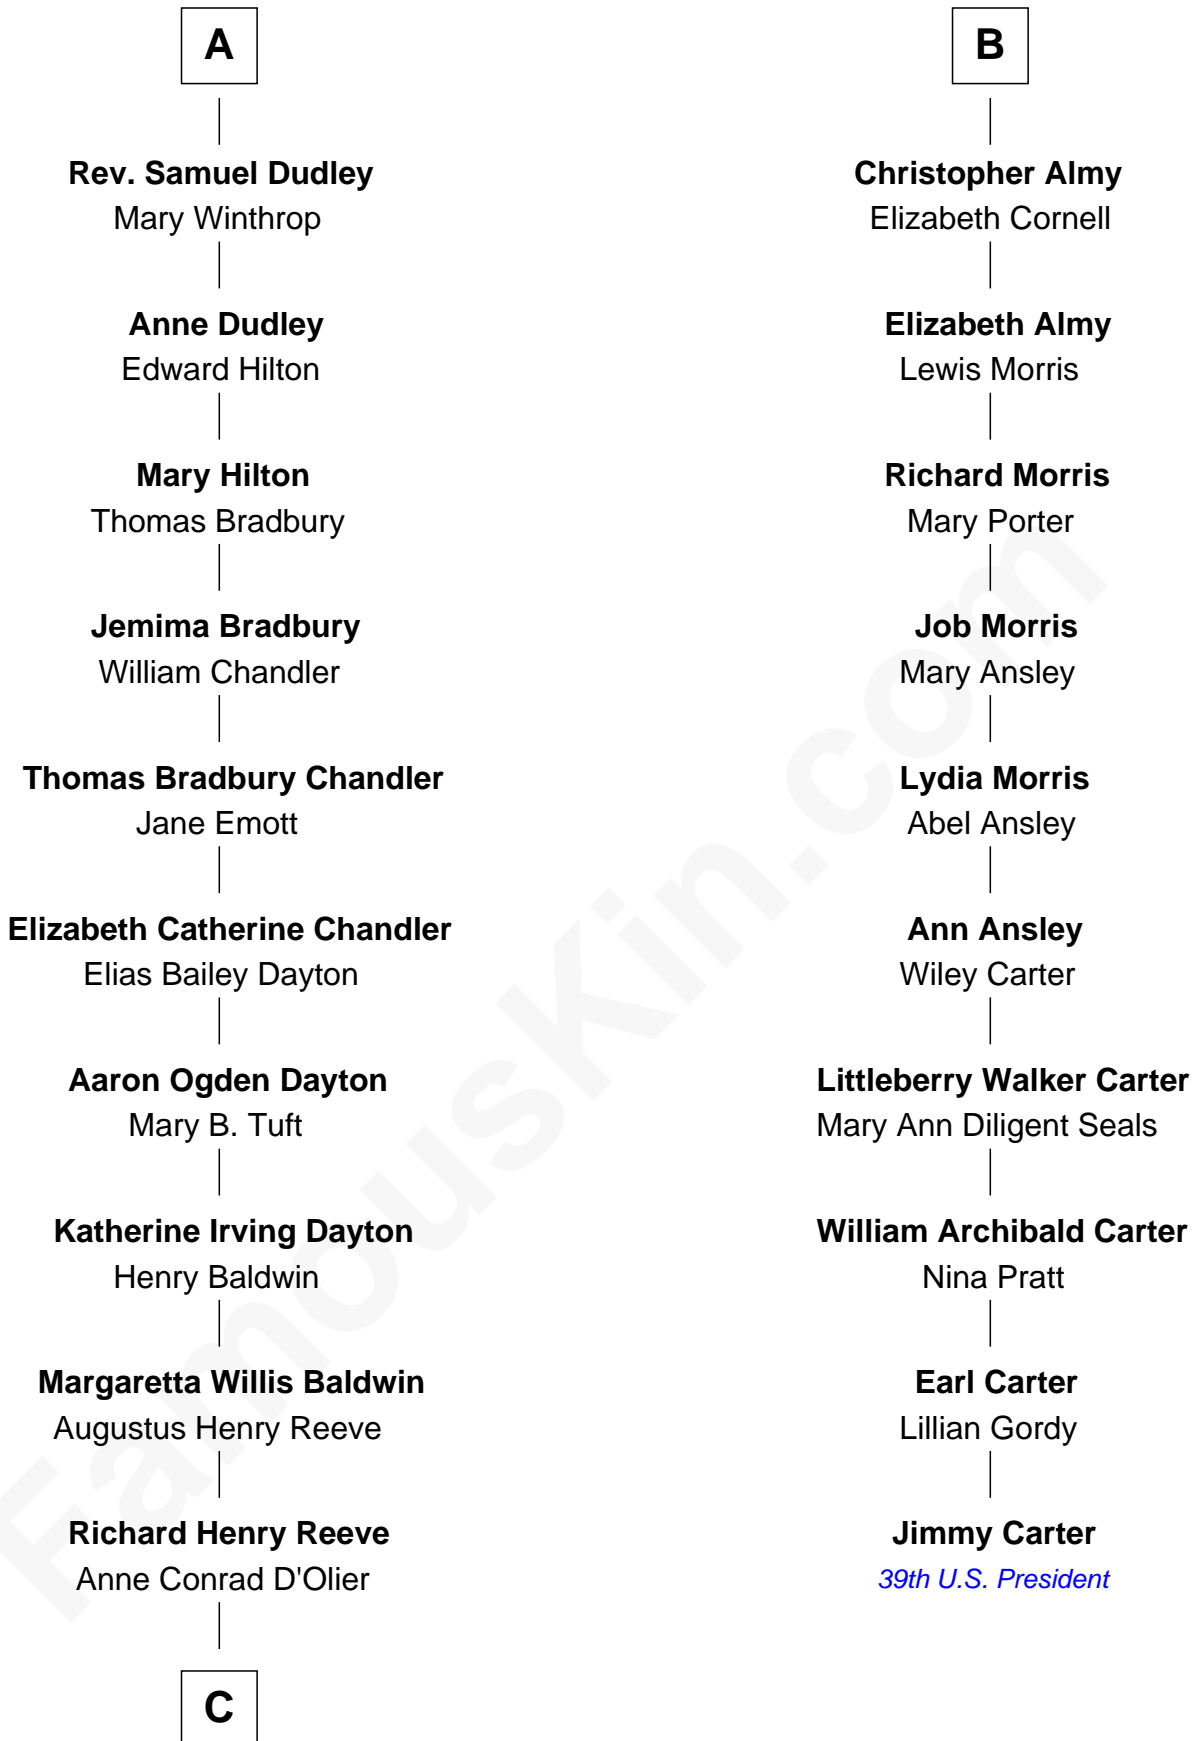 A
Rev. Samuel Dudley
Mary Winthrop
Anne Dudley
Edward Hilton
Mary Hilton
Thomas Bradbury
Jemima Bradbury
William Chandler
Thomas Bradbury Chandler
Jane Emott
Elizabeth Catherine Chandler
Elias Bailey Dayton
Aaron Ogden Dayton
Mary B. Tuft
Katherine Irving Dayton
Henry Baldwin
Margaretta Willis Baldwin
Augustus Henry Reeve
Richard Henry Reeve
Anne Conrad D'Olier
C
B
Christopher Almy
Elizabeth Cornell
Elizabeth Almy
Lewis Morris
Richard Morris
Mary Porter
Job Morris
Mary Ansley
Lydia Morris
Abel Ansley
Ann Ansley
Wiley Carter
Littleberry Walker Carter
Mary Ann Diligent Seals
William Archibald Carter
Nina Pratt
Earl Carter
Lillian Gordy
Jimmy Carter
39th U.S. President
FamousKin.com